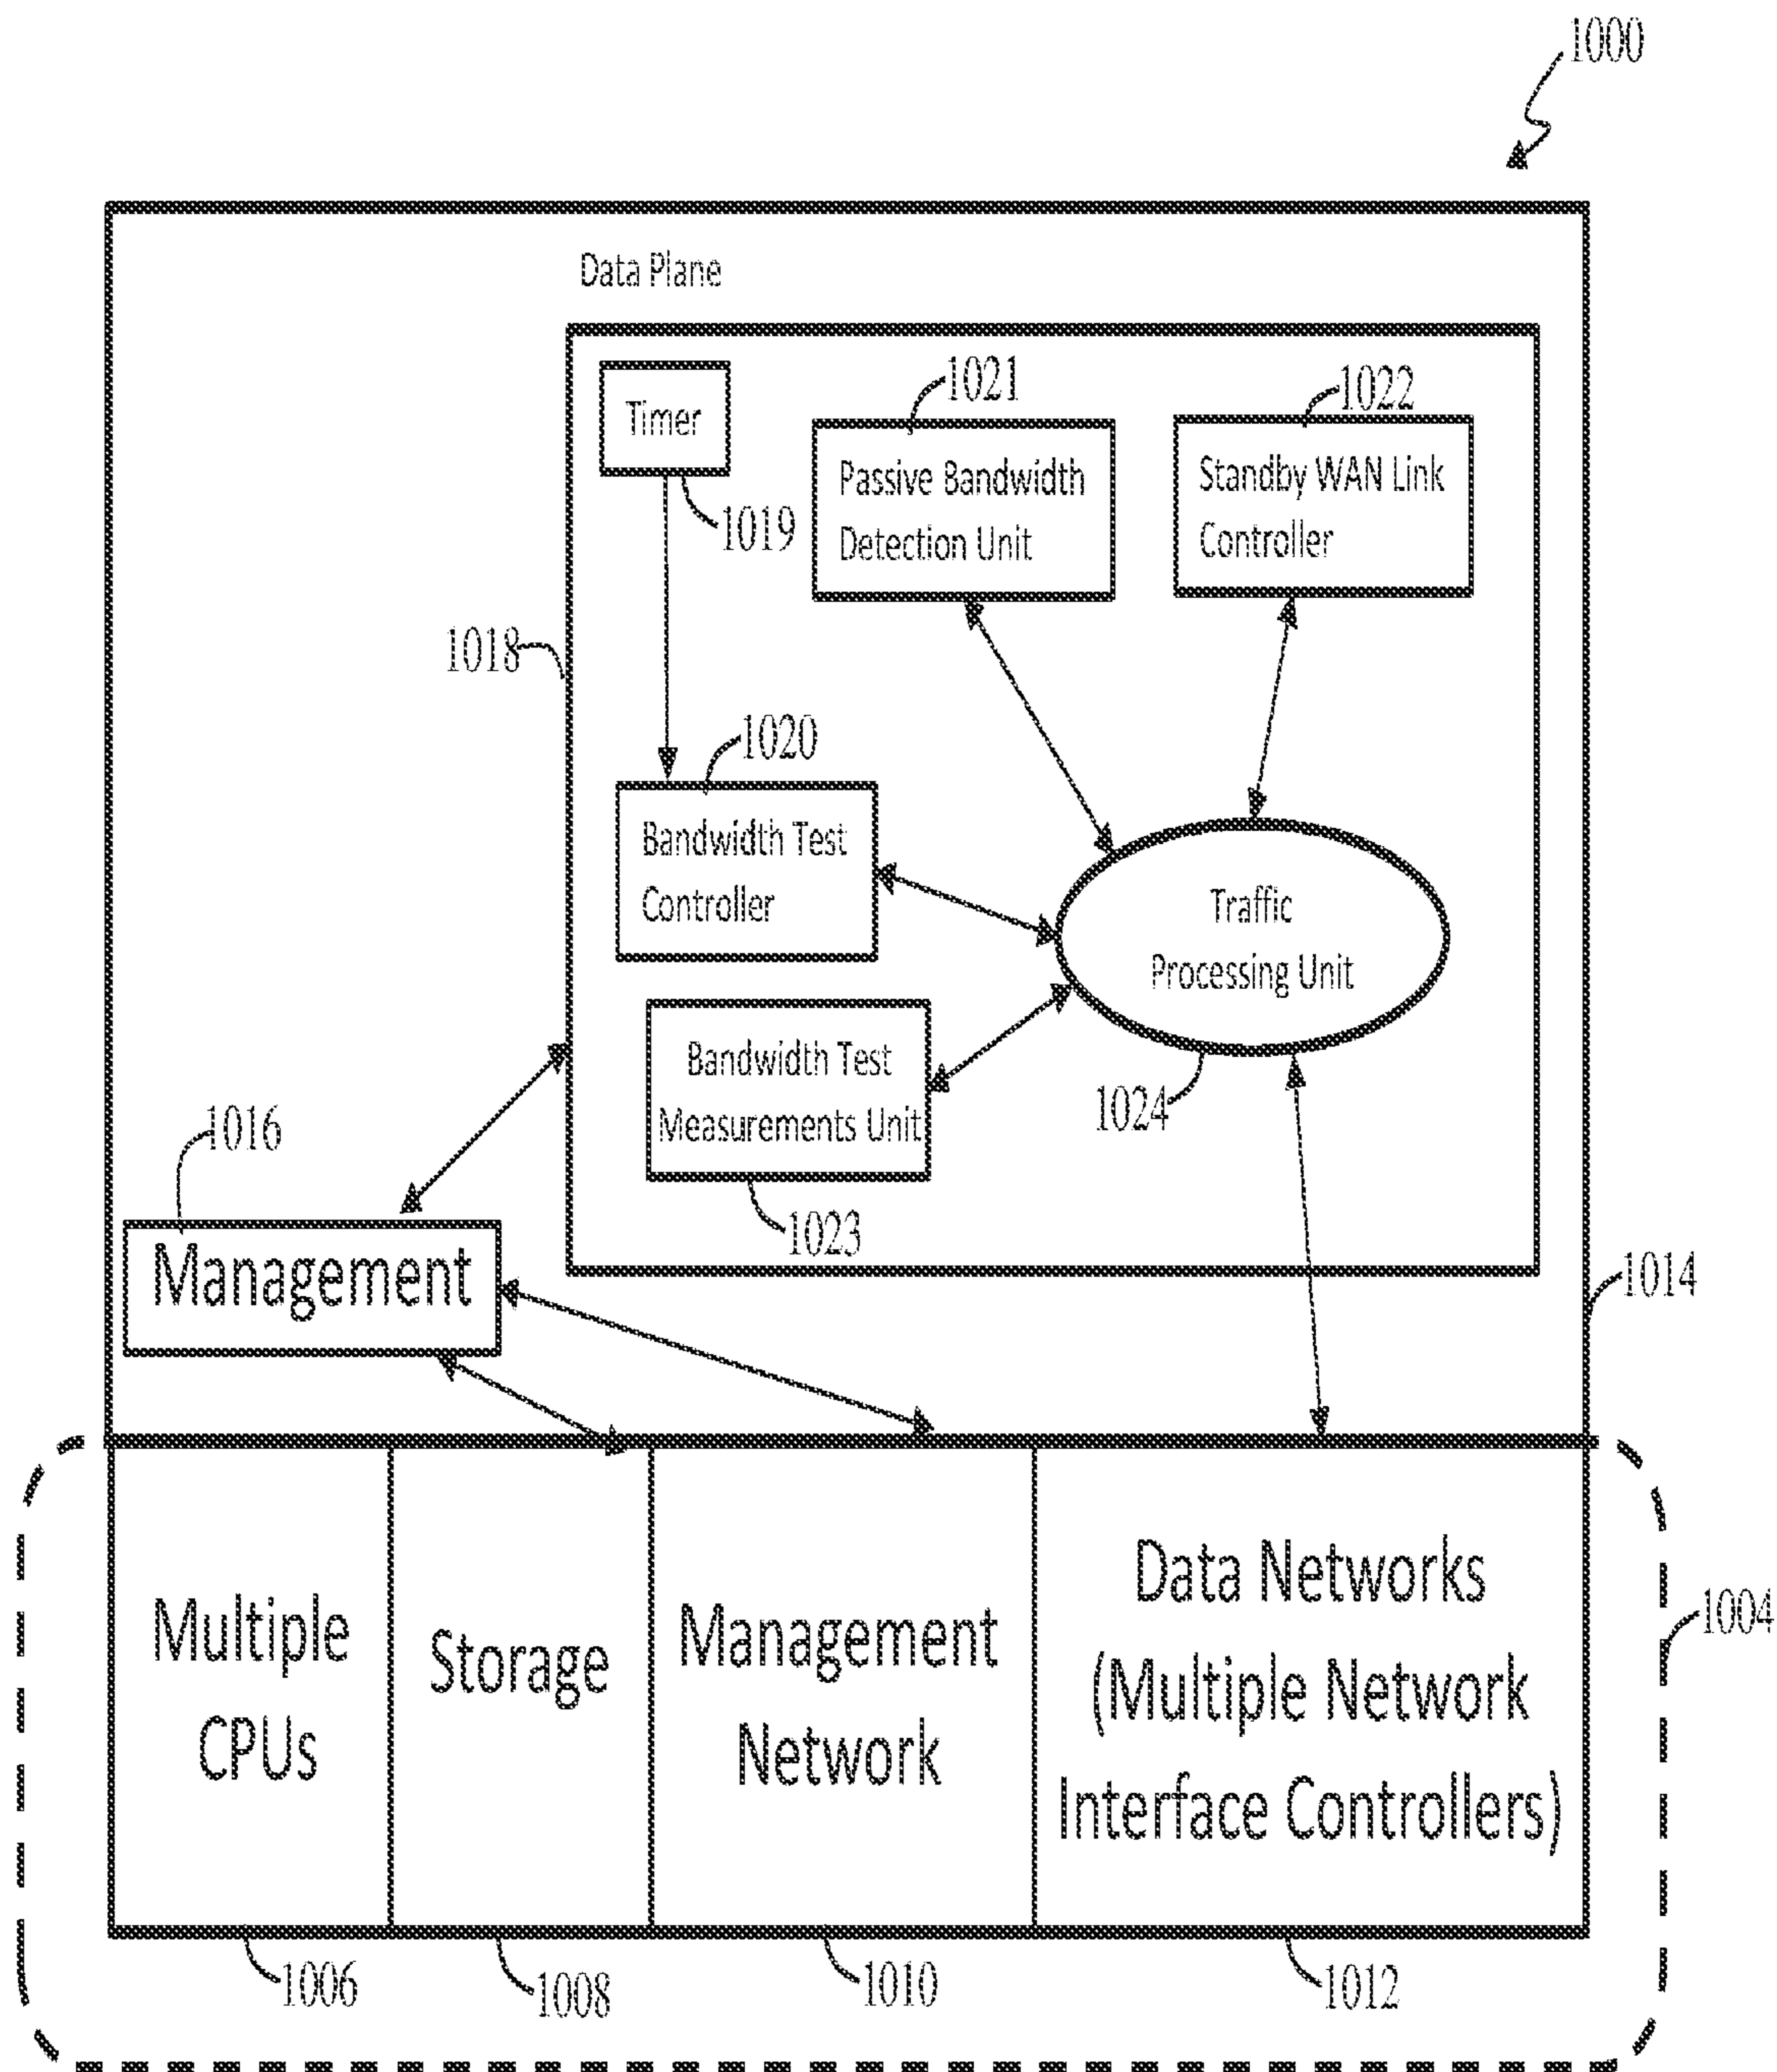 1000
Data Plane
Timer
1019
1021
Passive Bandwidth
Detection Unit
1022
Standby WAN Link
Controller
1018
1020
Bandwidth Test
Controller
Traffic
Processing Unit
1024
Bandwidth Test
Measurements Unit
1023
1016
Management
1014
Multiple
CPUs
Storage
Management
Network
Data Networks
(Multiple Network
Interface Controllers)
1004
1006
1008
1010
1012